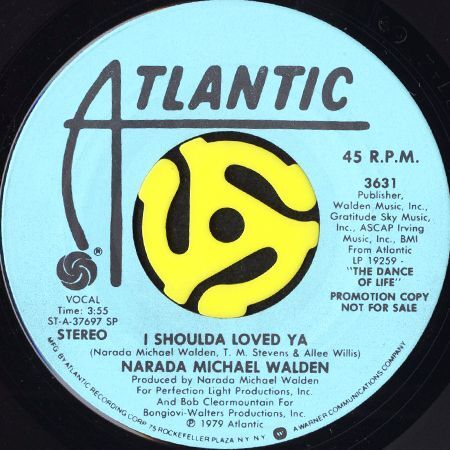 ATLANTIC
45 R.P.M.
3631
Publisher,
Walden Music, Inc.,
Gratitude Sky Music,
Inc., ASCAP Irving
Music, Inc., BMI
From Atlantic
LP 19259 -
"THE DANCE
OF LIFE"
PROMOTION COPY
NOT FOR SALE
®
VOCAL
Time: 3:55
ST-A-37697 SP
STEREO
I SHOULDA LOVED YA
(Narada Michael Walden, T. M. Stevens & Allee Willis)
NARADA MICHAEL WALDEN
Produced by Narada Michael Walden
For Perfection Light Productions, Inc.
And Bob Clearmountain For
Bongiovi-Walters Productions, Inc.
℗ 1979 Atlantic
MFG. BY ATLANTIC RECORDING CORP. 75 ROCKEFELLER PLAZA N.Y. N.Y. W A WARNER COMMUNICATIONS COMPANY